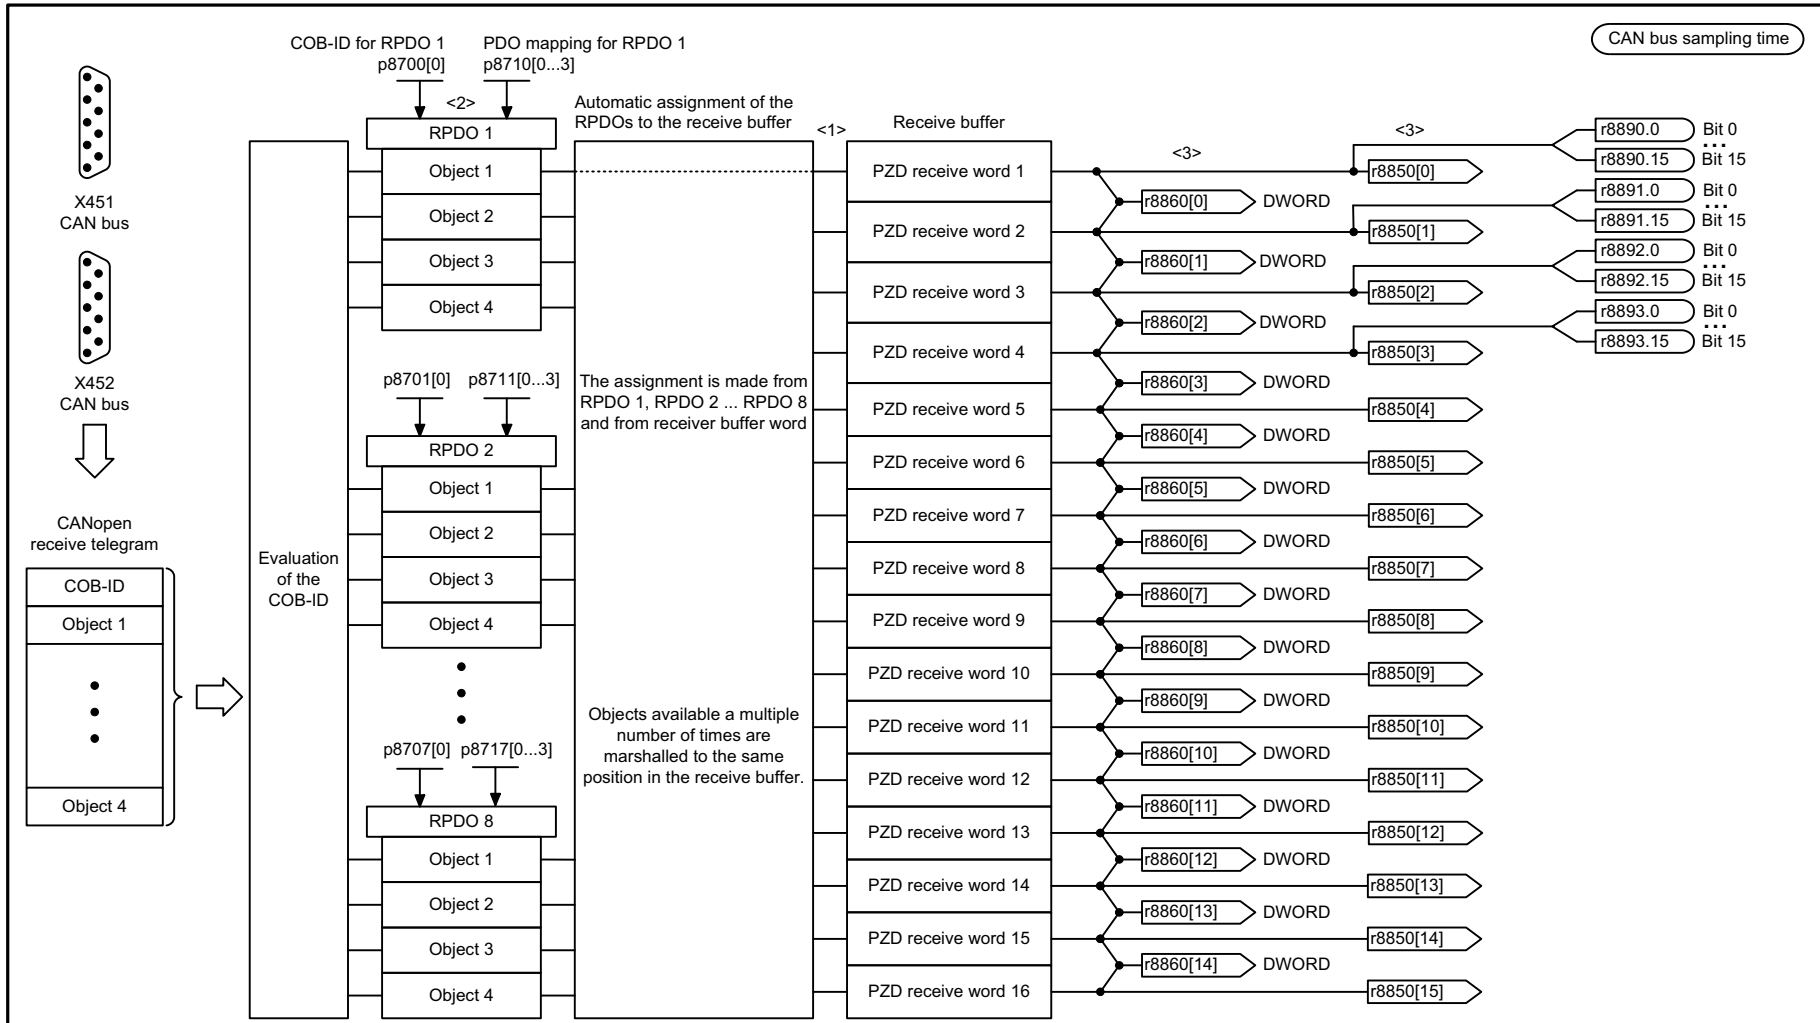 COB-ID for RPDO 1
p8700[0]
PDO mapping for RPDO 1
p8710[0...3]
CAN bus sampling time
X451
CAN bus
X452
CAN bus
CANopen
receive telegram
COB-ID
Object 1
Object 4
Evaluation
of the
COB-ID
<2>
RPDO 1
Object 1
Object 2
Object 3
Object 4
p8701[0]
p8711[0...3]
RPDO 2
Object 1
Object 2
Object 3
Object 4
p8707[0]
p8717[0...3]
RPDO 8
Object 1
Object 2
Object 3
Object 4
Automatic assignment of the
RPDOs to the receive buffer
The assignment is made from
RPDO 1, RPDO 2 ... RPDO 8
and from receiver buffer word
Objects available a multiple
number of times are
marshalled to the same
position in the receive buffer.
<1>
Receive buffer
PZD receive word 1
PZD receive word 2
PZD receive word 3
PZD receive word 4
PZD receive word 5
PZD receive word 6
PZD receive word 7
PZD receive word 8
PZD receive word 9
PZD receive word 10
PZD receive word 11
PZD receive word 12
PZD receive word 13
PZD receive word 14
PZD receive word 15
PZD receive word 16
<3>
r8860[0] DWORD
r8860[1] DWORD
r8860[2] DWORD
r8860[3] DWORD
r8860[4] DWORD
r8860[5] DWORD
r8860[6] DWORD
r8860[7] DWORD
r8860[8] DWORD
r8860[9] DWORD
r8860[10] DWORD
r8860[11] DWORD
r8860[12] DWORD
r8860[13] DWORD
r8860[14] DWORD
<3>
r8850[0]
r8850[1]
r8850[2]
r8850[3]
r8850[4]
r8850[5]
r8850[6]
r8850[7]
r8850[8]
r8850[9]
r8850[10]
r8850[11]
r8850[12]
r8850[13]
r8850[14]
r8850[15]
r8890.0 Bit 0
...
r8890.15 Bit 15
r8891.0 Bit 0
...
r8891.15 Bit 15
r8892.0 Bit 0
...
r8892.15 Bit 15
r8893.0 Bit 0
...
r8893.15 Bit 15